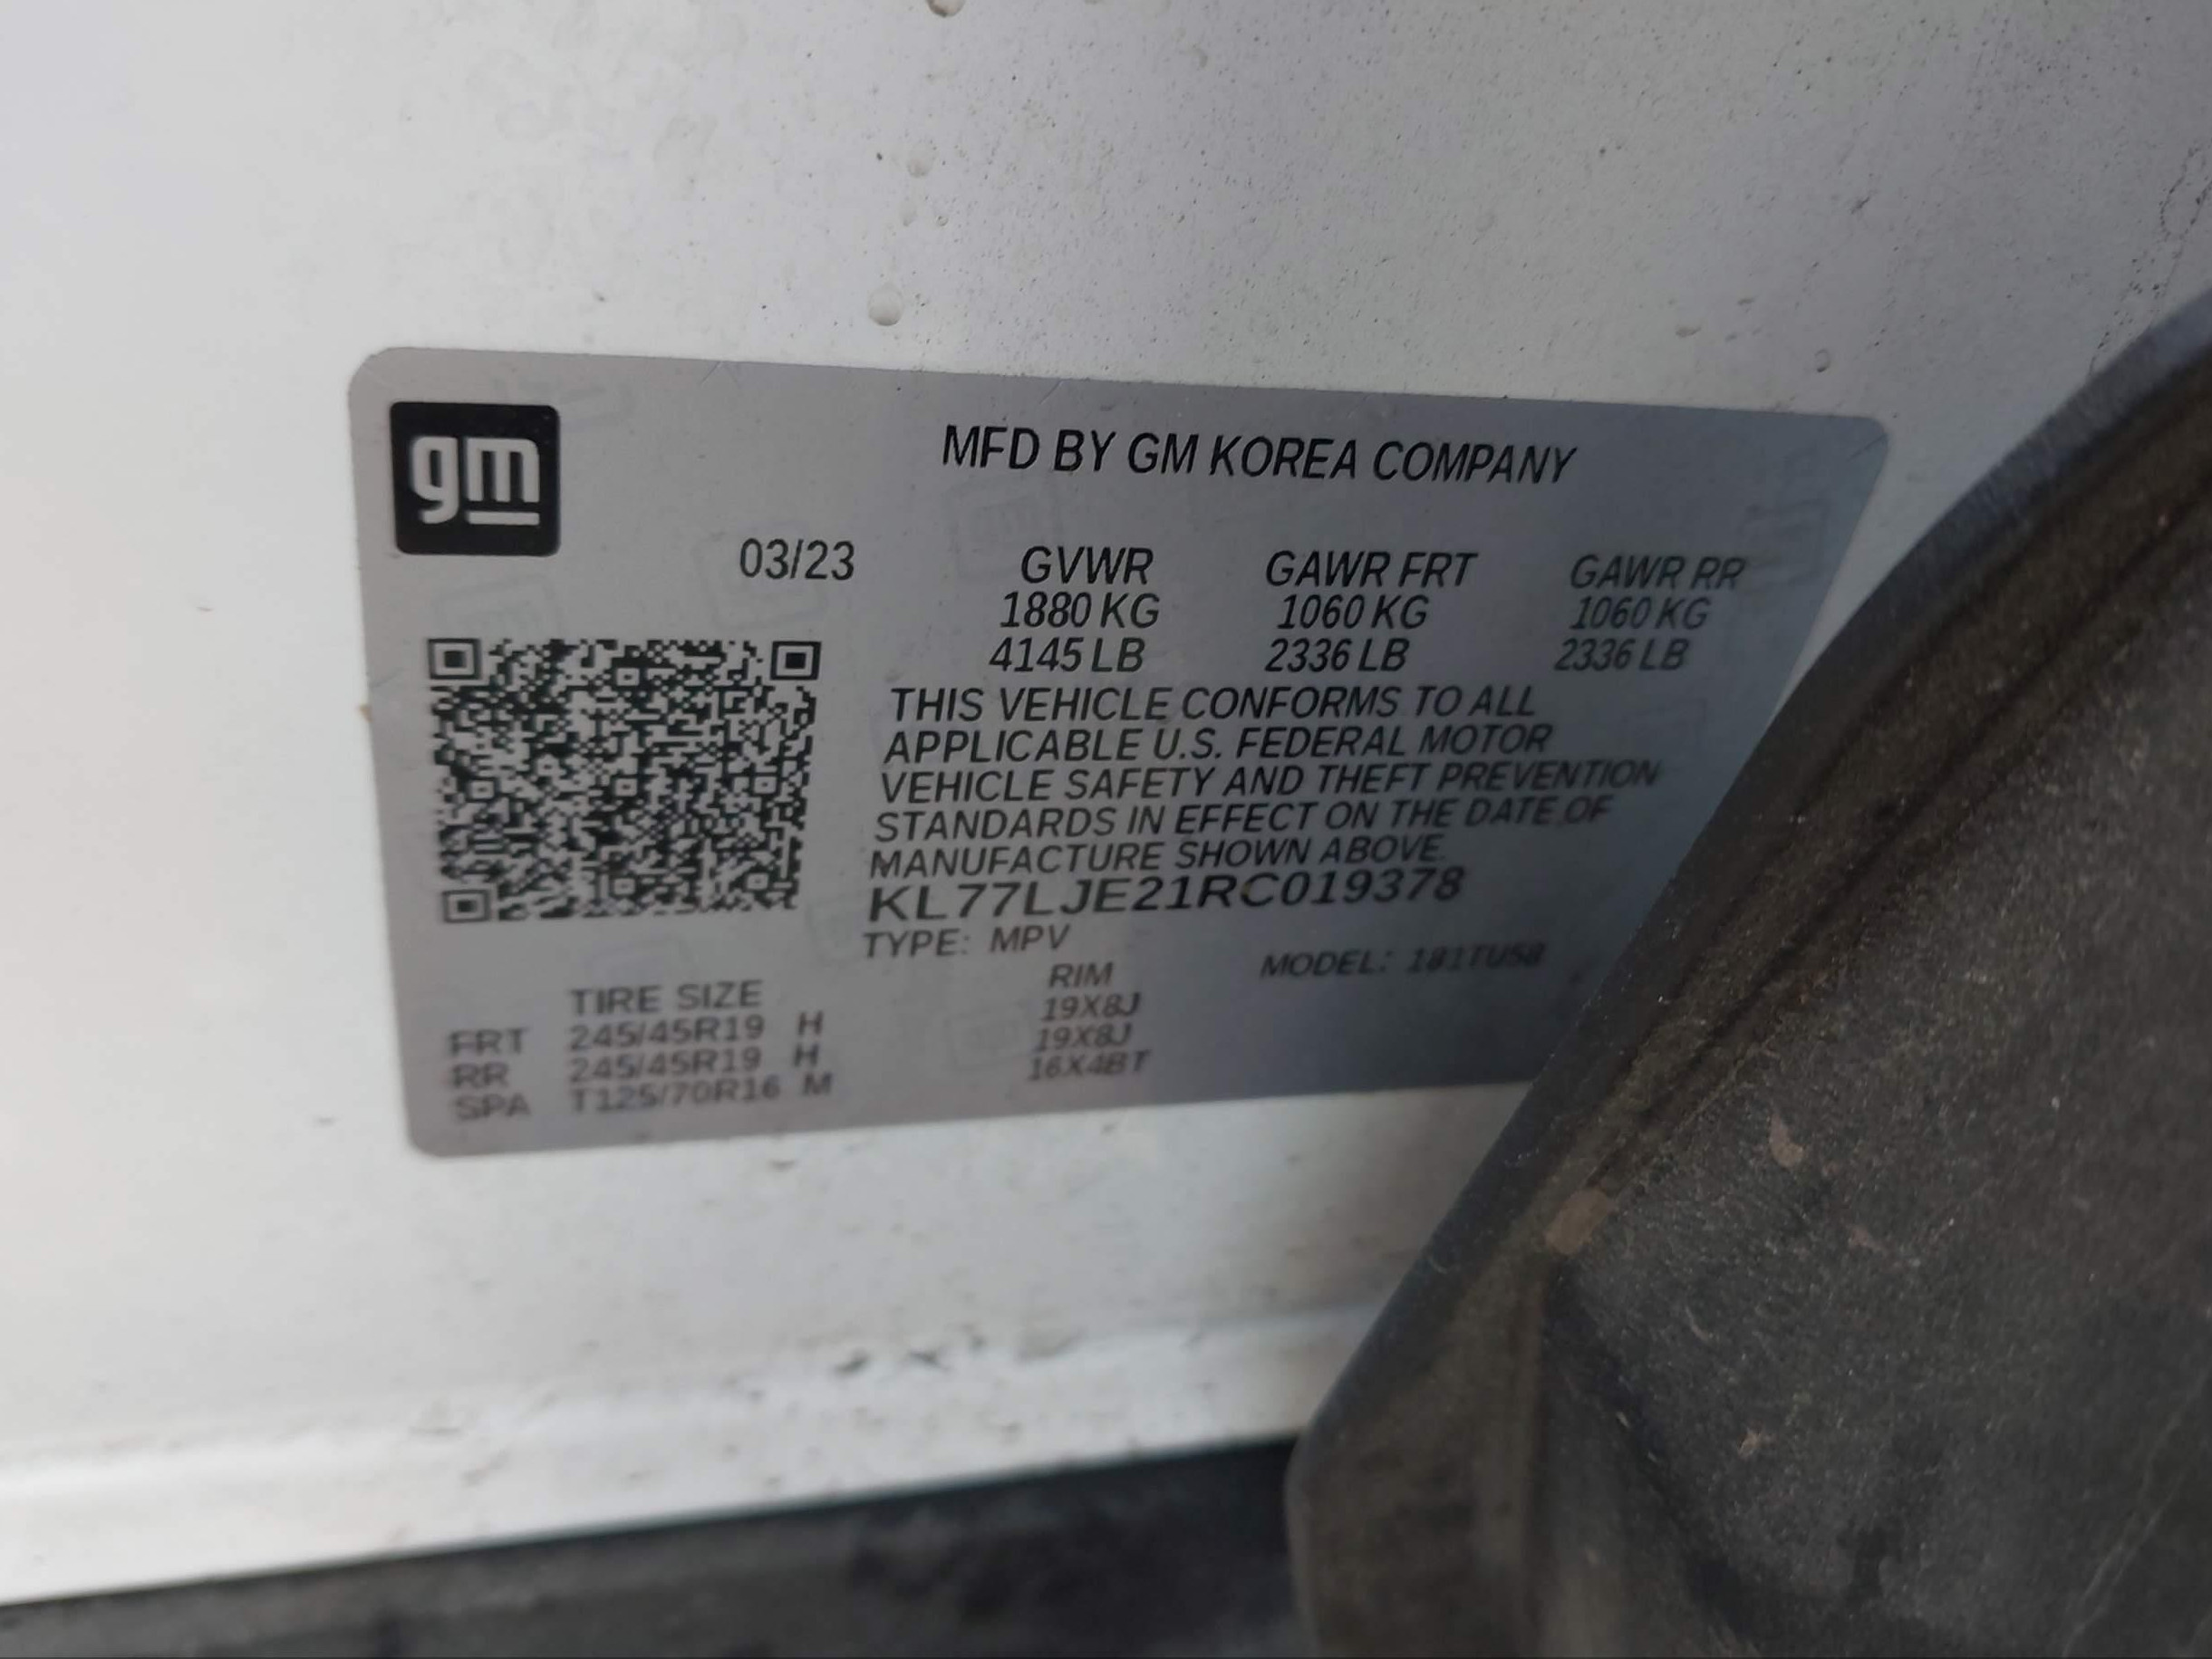 gm
MFD BY GM KOREA COMPANY
03/23
GVWR GAWR FRT GAWR RR
1880 KG 1060 KG 1060 KG
4145 LB 2336 LB 2336 LB
THIS VEHICLE CONFORMS TO ALL
APPLICABLE U.S. FEDERAL MOTOR
VEHICLE SAFETY AND THEFT PREVENTION
STANDARDS IN EFFECT ON THE DATE OF
MANUFACTURE SHOWN ABOVE.
KL77LJE21RC019378
TYPE: MPV MODEL: 181TU58
TIRE SIZE RIM
FRT 245/45R19 H 19X8J
RR 245/45R19 H 19X8J
SPA T125/70R16 M 16X4BT